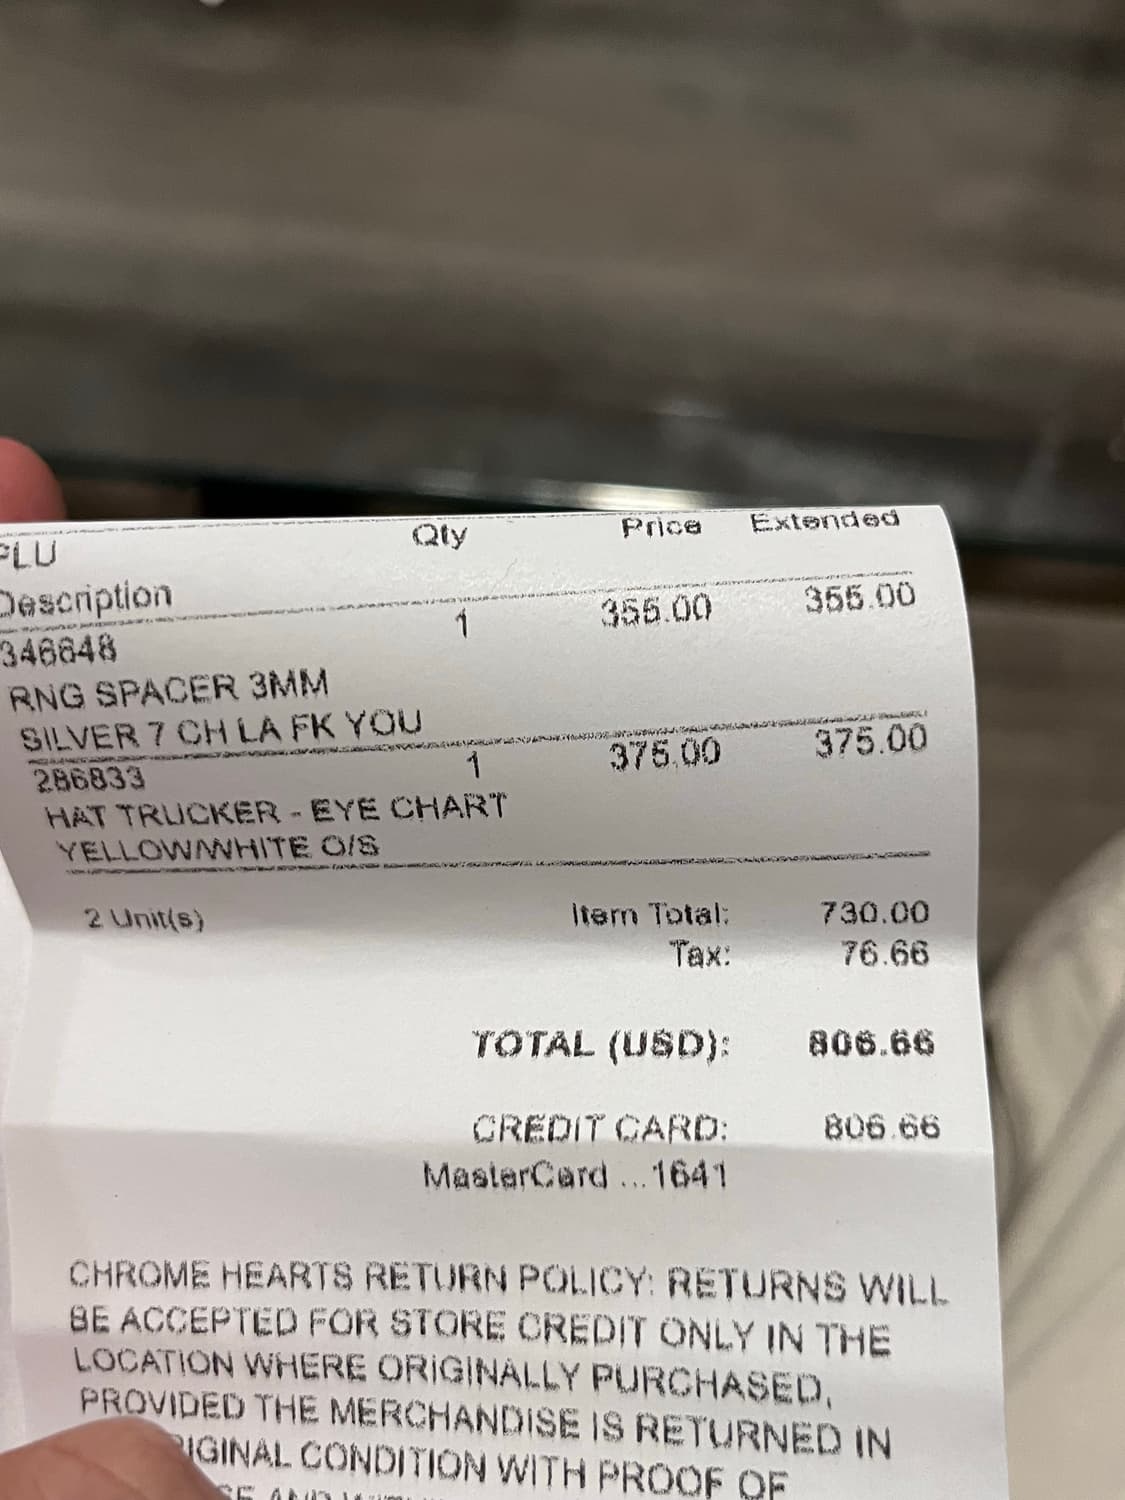 PLU Qty Price Extended
Description
346648 1 355.00 355.00
RNG SPACER 3MM
SILVER 7 CH LA FK YOU
286833 1 375.00 375.00
HAT TRUCKER - EYE CHART
YELLOW/WHITE O/S
2 Unit(s) Item Total: 730.00
Tax: 76.66
TOTAL (USD): 806.66
CREDIT CARD: 806.66
MasterCard ...1641
CHROME HEARTS RETURN POLICY: RETURNS WILL
BE ACCEPTED FOR STORE CREDIT ONLY IN THE
LOCATION WHERE ORIGINALLY PURCHASED,
PROVIDED THE MERCHANDISE IS RETURNED IN
RIGINAL CONDITION WITH PROOF OF